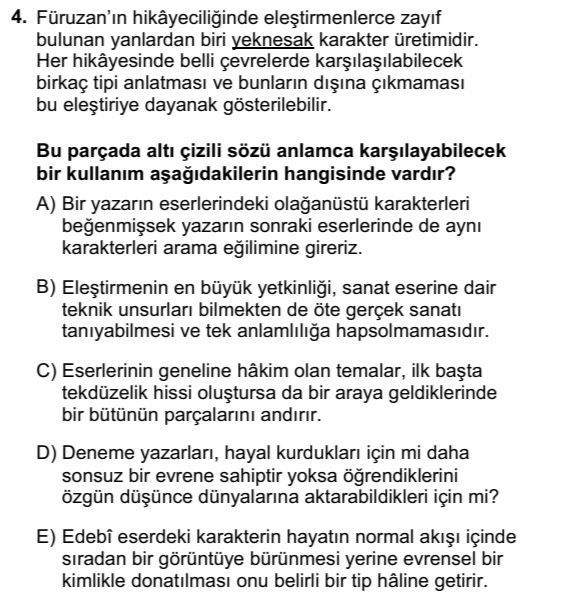 4. Füruzan'ın hikâyeciliğinde eleştirmenlerce zayıf
bulunan yanlardan biri yeknesak karakter üretimidir.
Her hikâyesinde belli çevrelerde karşılaşılabilecek
birkaç tipi anlatması ve bunların dışına çıkmaması
bu eleştiriye dayanak gösterilebilir.
Bu parçada altı çizili sözü anlamca karşılayabilecek
bir kullanım aşağıdakilerin hangisinde vardır?
A) Bir yazarın eserlerindeki olağanüstü karakterleri
beğenmişsek yazarın sonraki eserlerinde de aynı
karakterleri arama eğilimine gireriz.
B) Eleştirmenin en büyük yetkinliği, sanat eserine dair
teknik unsurları bilmekten de öte gerçek sanatı
tanıyabilmesi ve tek anlamlılığa hapsolmamasıdır.
C) Eserlerinin geneline hâkim olan temalar, ilk başta
tekdüzelik hissi oluştursa da bir araya geldiklerinde
bir bütünün parçalarını andırır.
D) Deneme yazarları, hayal kurdukları için mi daha
sonsuz bir evrene sahiptir yoksa öğrendiklerini
özgün düşünce dünyalarına aktarabildikleri için mi?
E) Edebî eserdeki karakterin hayatın normal akışı içinde
sıradan bir görüntüye bürünmesi yerine evrensel bir
kimlikle donatılması onu belirli bir tip hâline getirir.